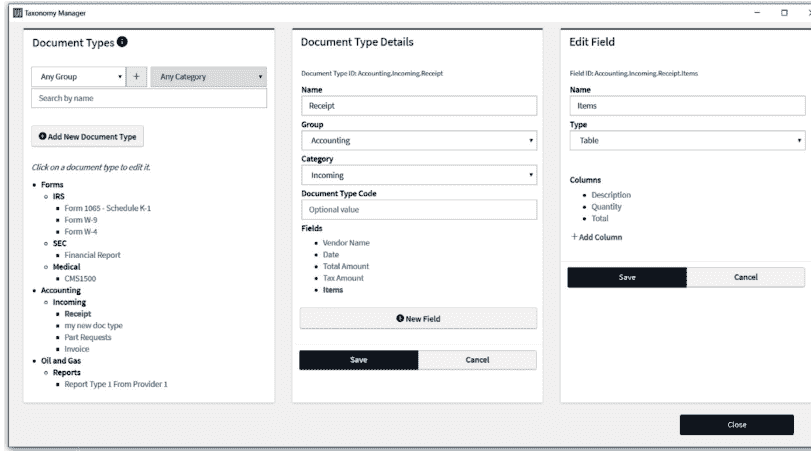 Taxonomy Manager
Document Types
Any Group
+
Any Category
Search by name
Add New Document Type
Click on a document type to edit it.
Forms
IRS
Form 1065 - Schedule K-1
Form W-9
Form W-4
SEC
Financial Report
Medical
CMS1500
Accounting
Incoming
Receipt
my new doc type
Part Requests
Invoice
Oil and Gas
Reports
Report Type 1 From Provider 1
Document Type Details
Document Type ID: Accounting.Incoming.Receipt
Name
Receipt
Group
Accounting
Category
Incoming
Document Type Code
Optional value
Fields
Vendor Name
Date
Total Amount
Tax Amount
Items
New Field
Save
Cancel
Edit Field
Field ID: Accounting.Incoming.Receipt.Items
Name
Items
Type
Table
Columns
Description
Quantity
Total
+ Add Column
Save
Cancel
Close